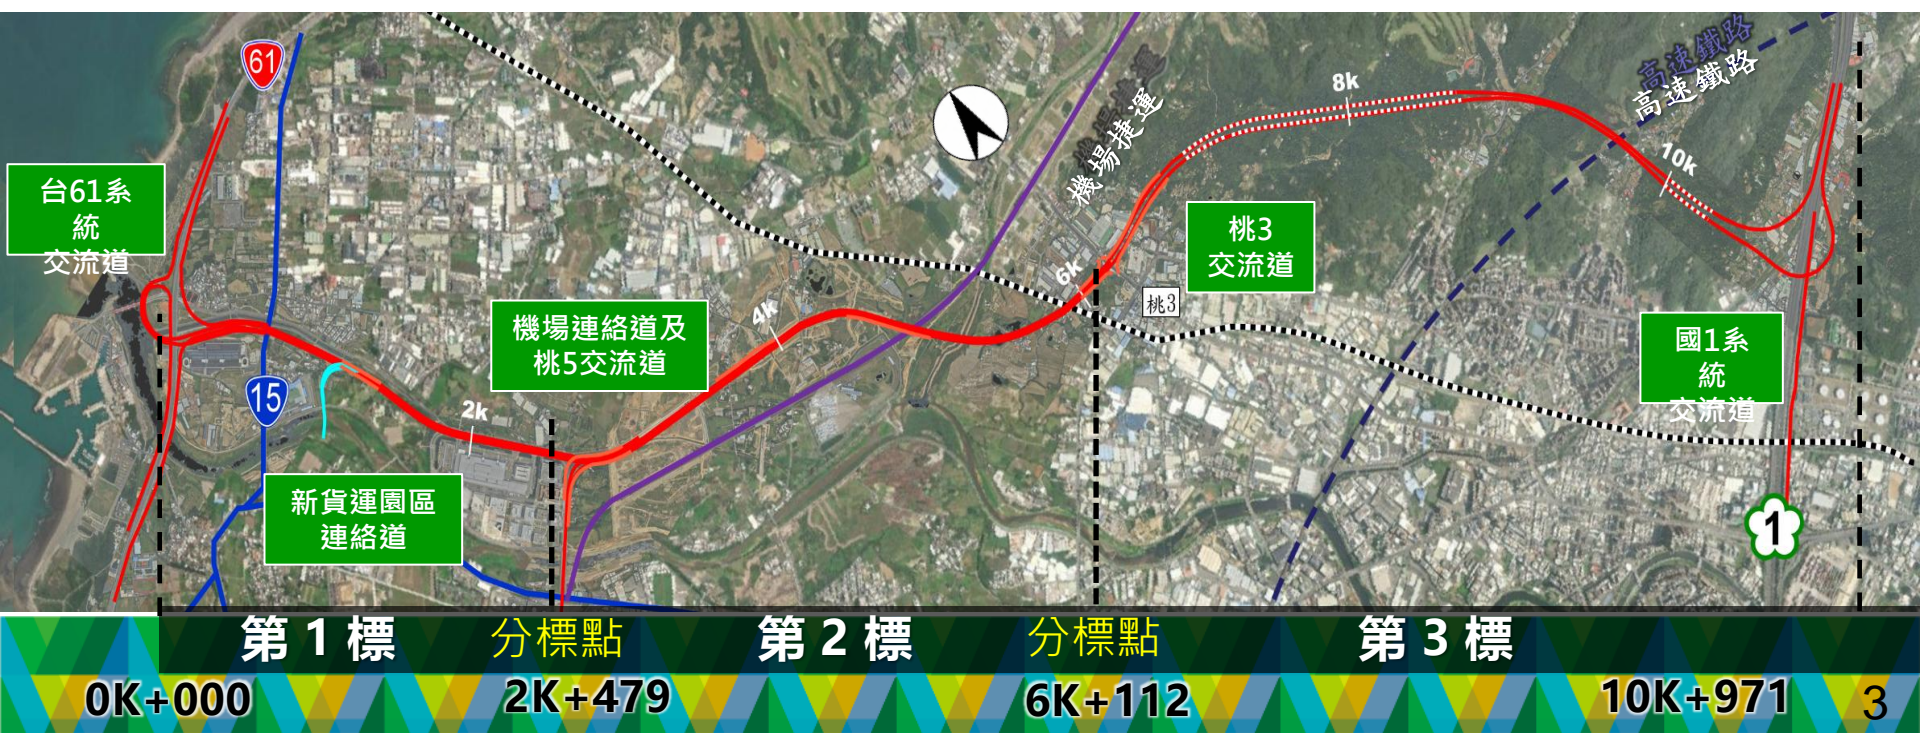 61
高速鐵路
高速鐵路
8k
機場捷運
10k
台61系
統
交流道
桃3
交流道
6k
桃3
機場連絡道及
桃5交流道
4k
國1系
統
交流道
15
2k
新貨運園區
連絡道
1
第 1 標
分標點
第 2 標
分標點
第 3 標
0K+000
2K+479
6K+112
10K+971
3